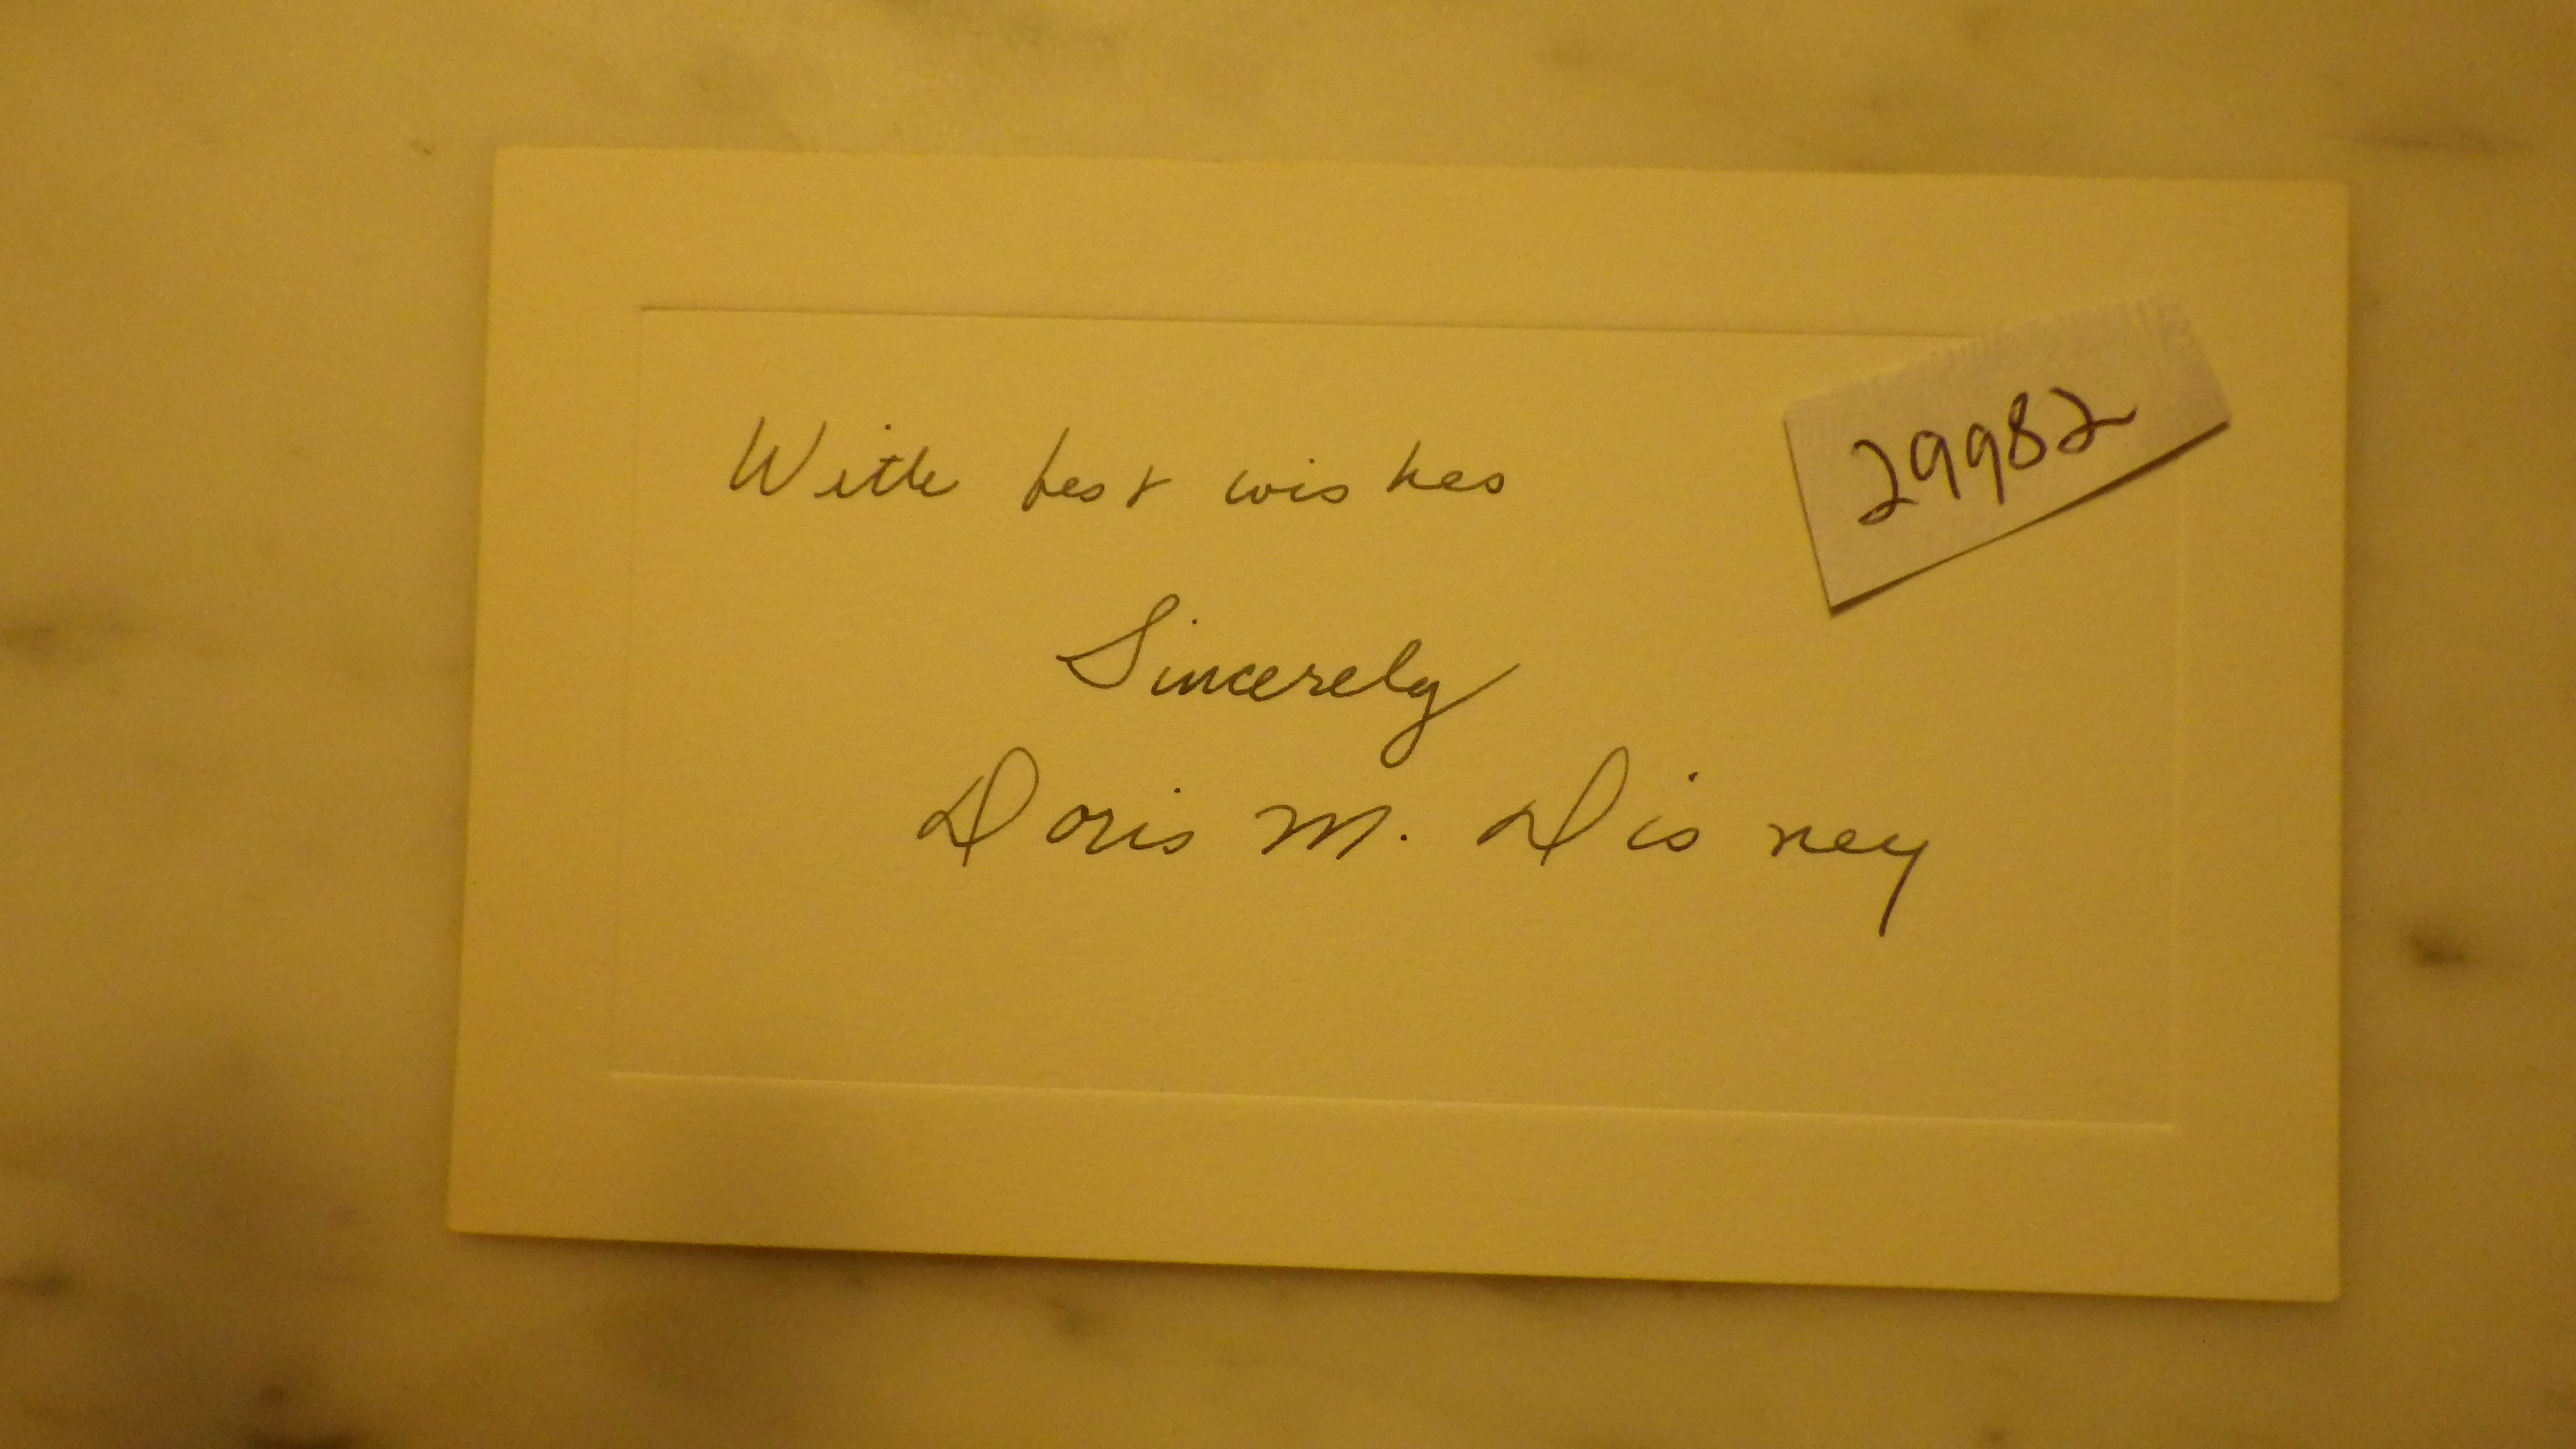 29982
With best wishes
Sincerely
Doris M. Disney